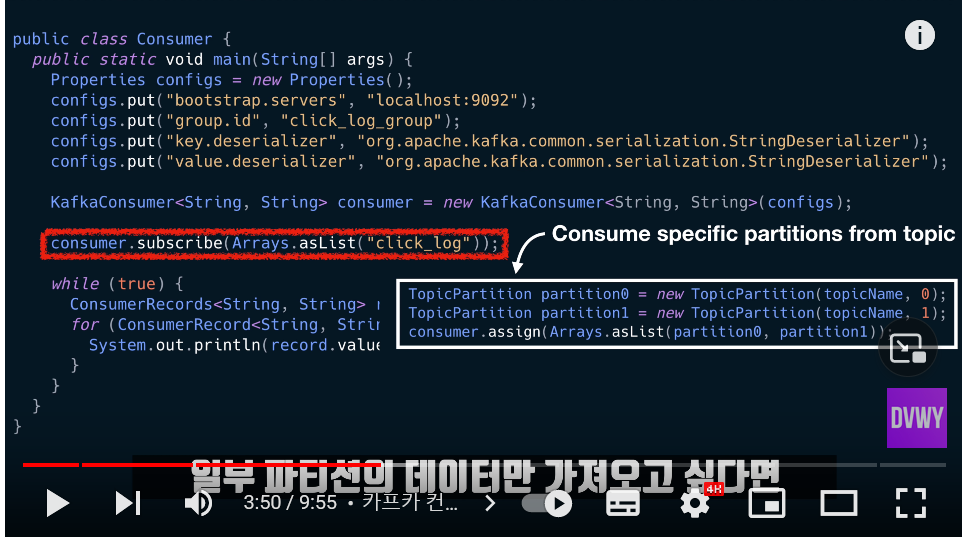 public class Consumer {
public static void main(String[] args) {
Properties configs = new Properties();
configs.put("bootstrap.servers", "localhost:9092");
configs.put("group.id", "click_log_group");
configs.put("key.deserializer", "org.apache.kafka.common.serialization.StringDeserializer");
configs.put("value.deserializer", "org.apache.kafka.common.serialization.StringDeserializer");
KafkaConsumer<String, String> consumer = new KafkaConsumer<String, String>(configs);
consumer.subscribe(Arrays.asList("click_log"));
Consume specific partitions from topic
while (true) {
ConsumerRecords<String, String>
for (ConsumerRecord<String,
System.out.println(record.value
}
}
}
}
TopicPartition partition0 = new TopicPartition(topicName, 0);
TopicPartition partition1 = new TopicPartition(topicName, 1);
consumer.assign(Arrays.asList(partition0, partition1));
DVWY
일부 파티션의 데이터만 가져오고 싶다면
3:50 / 9:55 • 카프카 컨...
4K